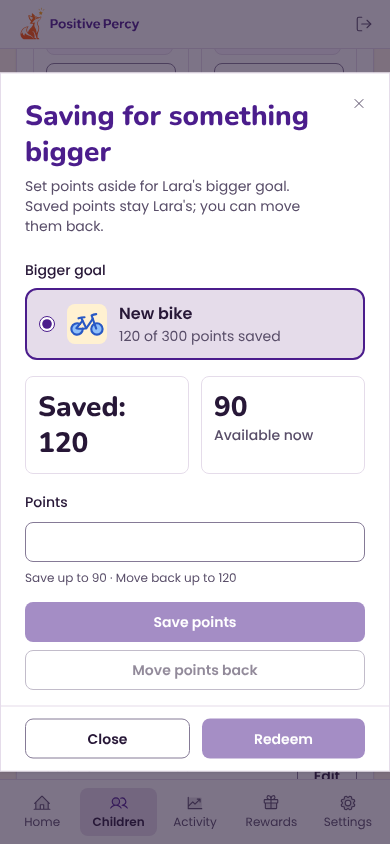 Positive Percy
Saving for something
bigger
Set points aside for Lara's bigger goal.
Saved points stay Lara's; you can move
them back.
Bigger goal
New bike
120 of 300 points saved
Saved:
120
90
Available now
Points
Save up to 90 · Move back up to 120
Save points
Move points back
Close
Redeem
Edit
Home
Children
Activity
Rewards
Settings